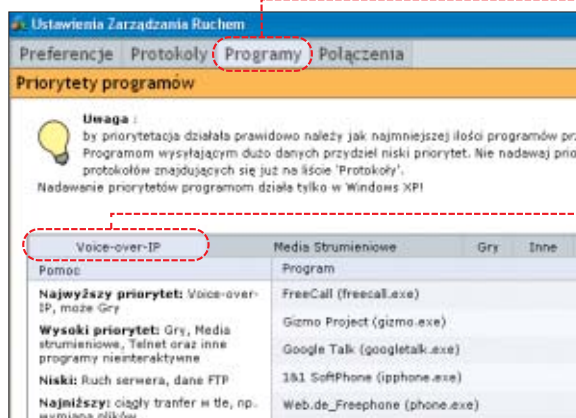 Ustawienia Zarządzania Ruchem
Preferencje Protokoły Programy Połączenia
Priorytety programów
Uwaga :
by priorytetacja działała prawidowo należy jak najmniejszej ilości programów prz
Programom wysyłającym dużo danych przydziel niski priorytet. Nie nadawaj prio
protokołów znajdujących się już na liście 'Protokoły'.
Nadawanie priorytetów programom działa tylko w Windows XP!
Voice-over-IP Media Strumieniowe Gry Inne
Pomoc Program
Najwyższy priorytet: Voice-over-
IP, może Gry
Wysoki priorytet: Gry, Media
strumieniowe, Telnet oraz inne
programy nieinteraktywne
Niski: Ruch serwera, dane FTP
Najniższy: ciągły tranfer w tle, np.
wymiana plików
FreeCall (freecall.exe)
Gizmo Project (gizmo.exe)
Google Talk (googletalk.exe)
1&1 SoftPhone (ipphone.exe)
Web.de_Freephone (phone.exe)